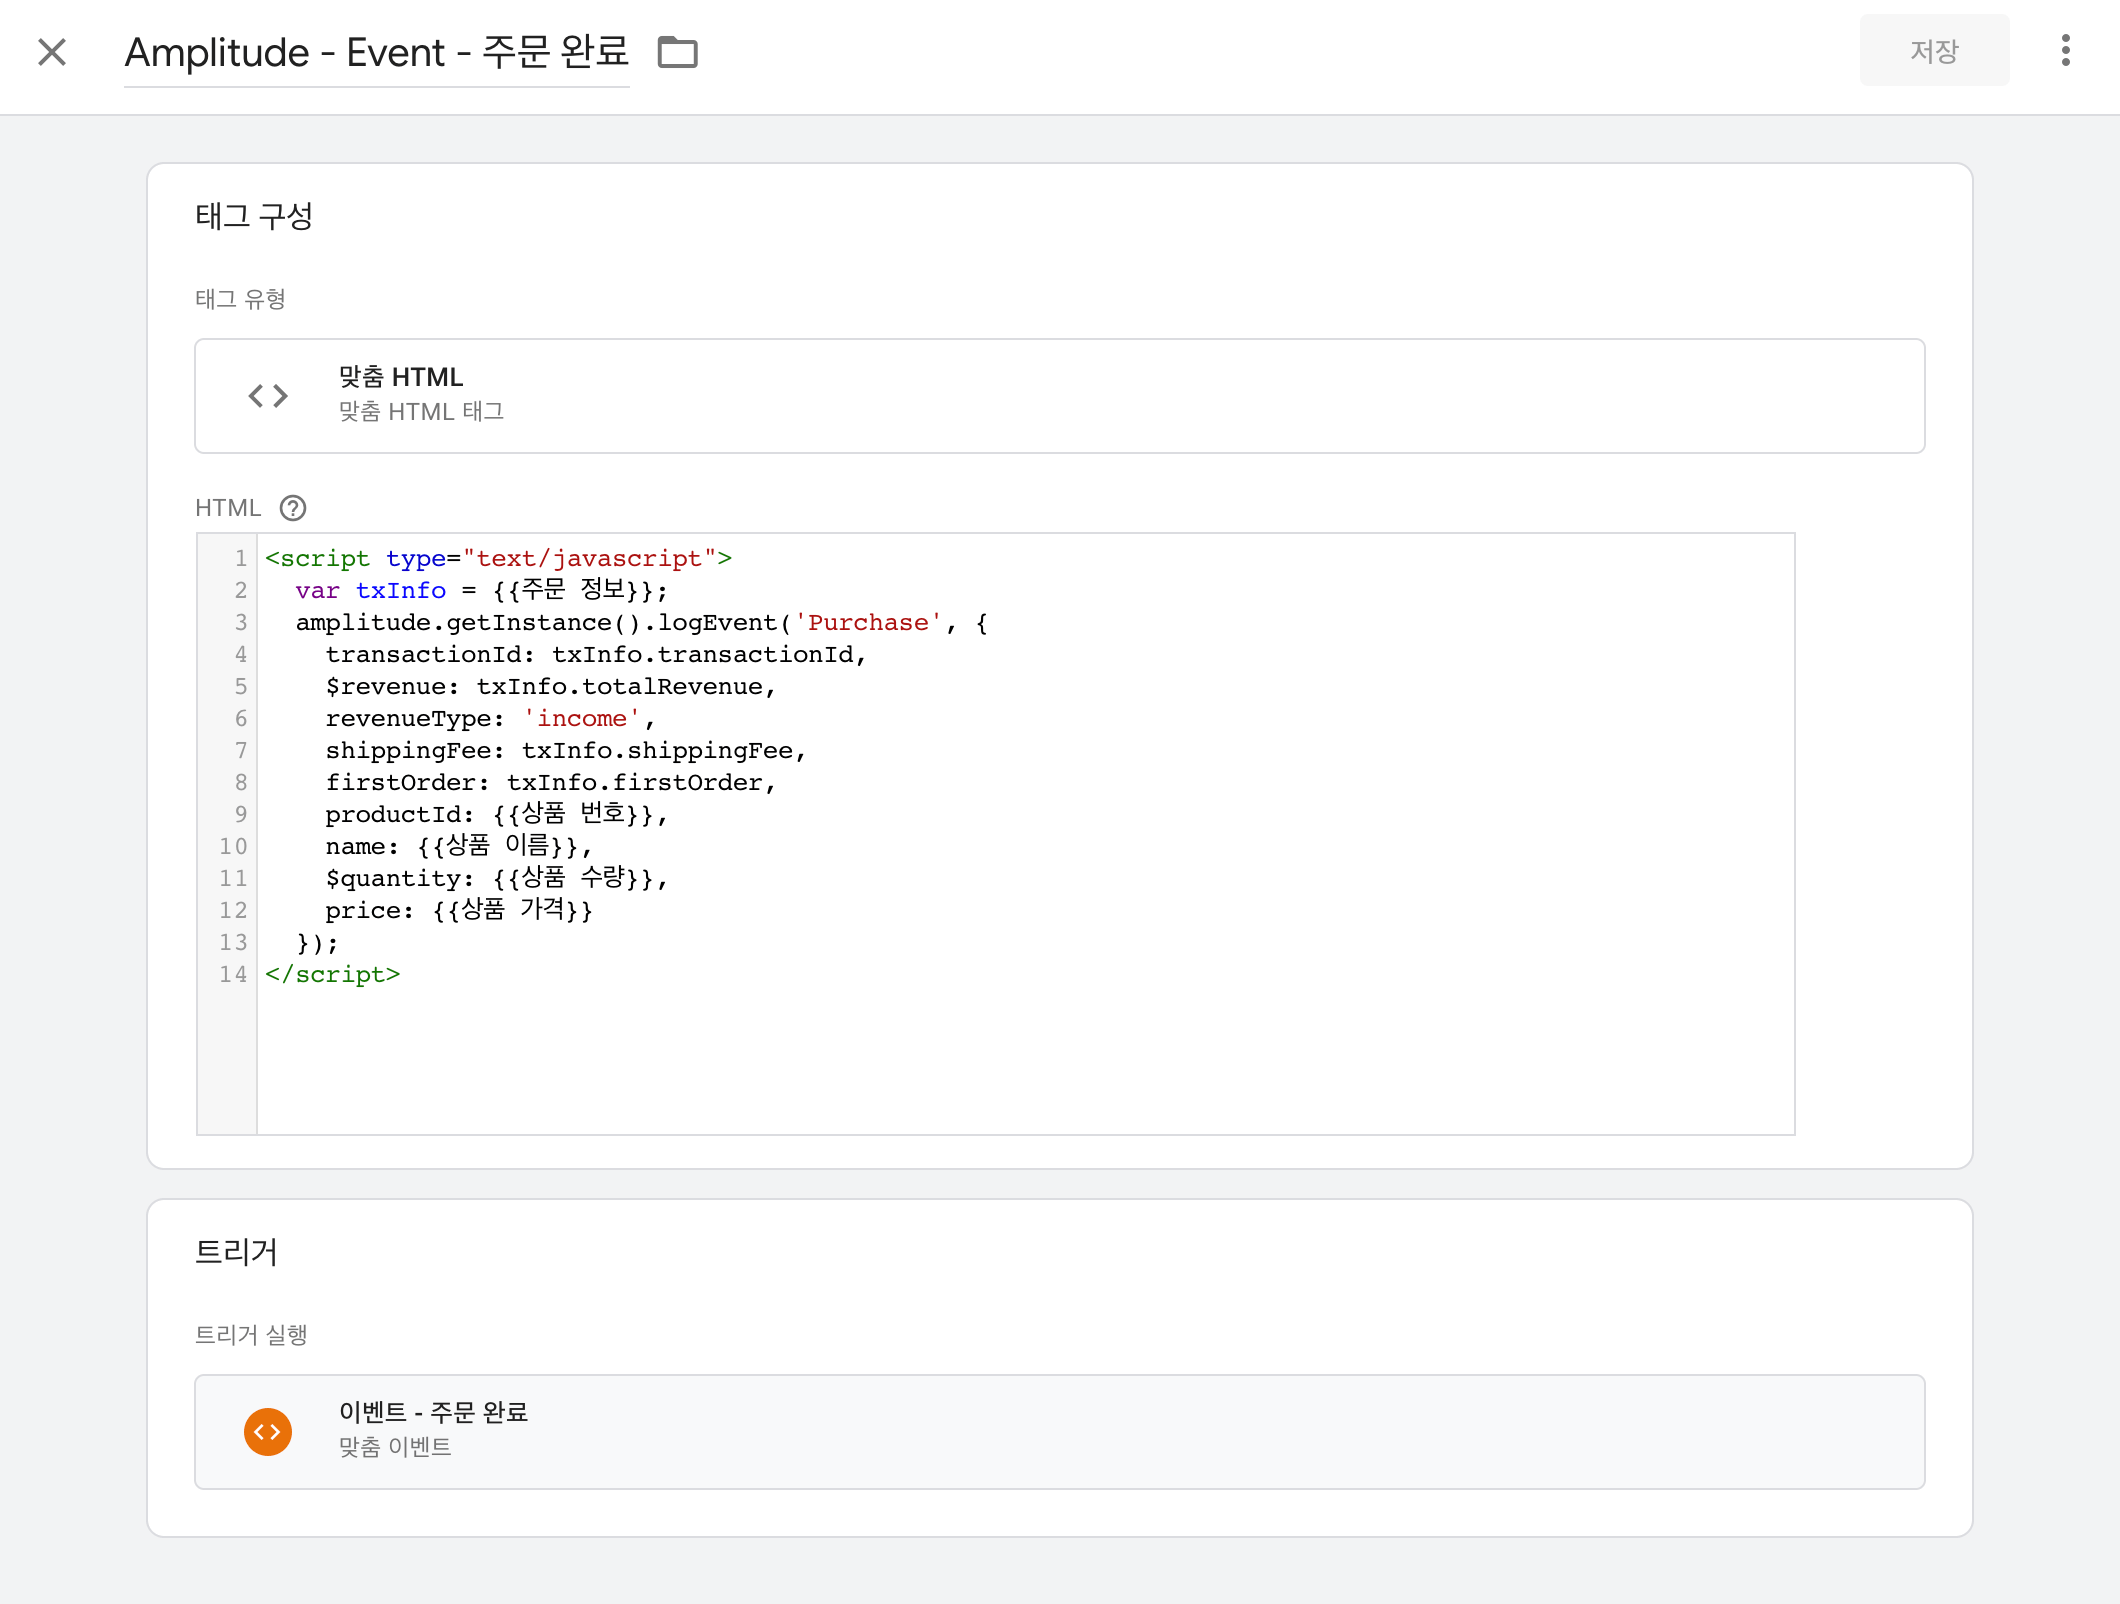 Amplitude - Event - 주문 완료
저장
태그 구성
태그 유형
맞춤 HTML
맞춤 HTML 태그
HTML ?
1 <script type="text/javascript">
2 var txInfo = {{주문 정보}};
3 amplitude.getInstance().logEvent('Purchase', {
4 transactionId: txInfo.transactionId,
5 $revenue: txInfo.totalRevenue,
6 revenueType: 'income',
7 shippingFee: txInfo.shippingFee,
8 firstOrder: txInfo.firstOrder,
9 productId: {{상품 번호}},
10 name: {{상품 이름}},
11 $quantity: {{상품 수량}},
12 price: {{상품 가격}}
13 });
14 </script>
트리거
트리거 실행
이벤트 - 주문 완료
맞춤 이벤트